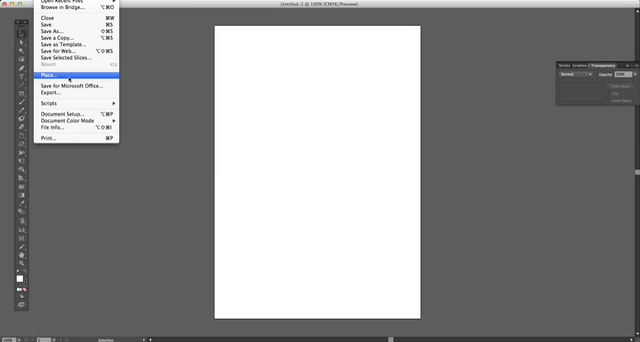 Untitled-1 @ 100% (CMYK/Preview)
Open Recent Files
Browse in Bridge... ⌥⌘O
Close ⌘W
Save ⌘S
Save As... ⇧⌘S
Save a Copy... ⌥⌘S
Save as Template...
Save for Web... ⌥⇧⌘S
Save Selected Slices...
Revert
Place...
Save for Microsoft Office...
Export...
Scripts
Document Setup... ⌥⌘P
Document Color Mode
File Info... ⌥⇧⌘I
Print... ⌘P
Stroke Gradient Transparency
Normal Opacity: 100%
Selection